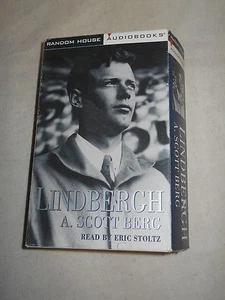 RANDOM HOUSE AUDIOBOOKS
LINDBERGH
A. SCOTT BERG
READ BY ERIC STOLTZ
LINDBERGH
A. SCOTT BERG